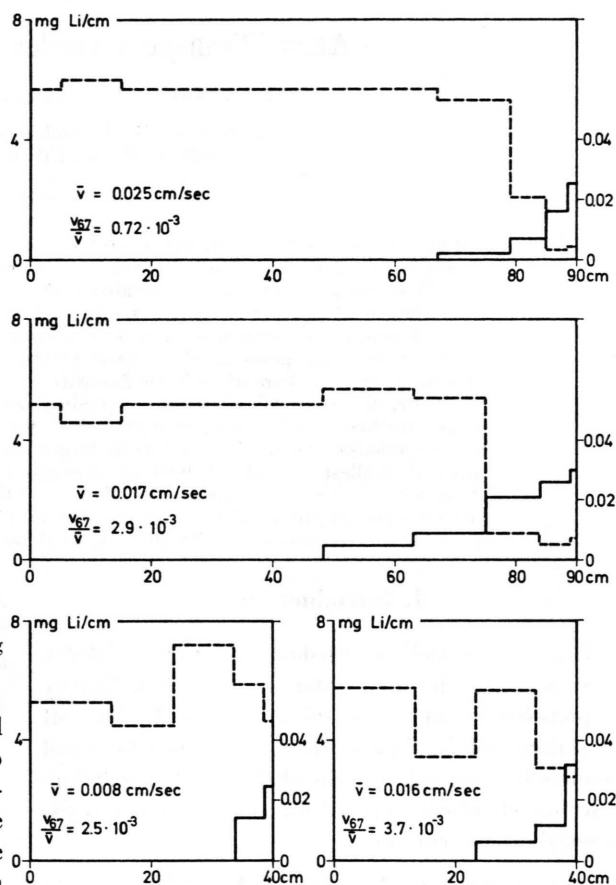 8 mg Li/cm
4 0.04
v̄ = 0.025 cm/sec
0.02
v67/v̄ = 0.72 · 10⁻³
0 0
0 20 40 60 80 90cm
8 mg Li/cm
4 0.04
v̄ = 0.017 cm/sec
0.02
v67/v̄ = 2.9 · 10⁻³
0 0
0 20 40 60 80 90cm
8 mg Li/cm
4 0.04
v̄ = 0.008 cm/sec
0.02
v67/v̄ = 2.5 · 10⁻³
0 0
0 20 40cm
8 mg Li/cm
4 0.04
v̄ = 0.016 cm/sec
0.02
v67/v̄ = 3.7 · 10⁻³
0 0
0 20 40cm